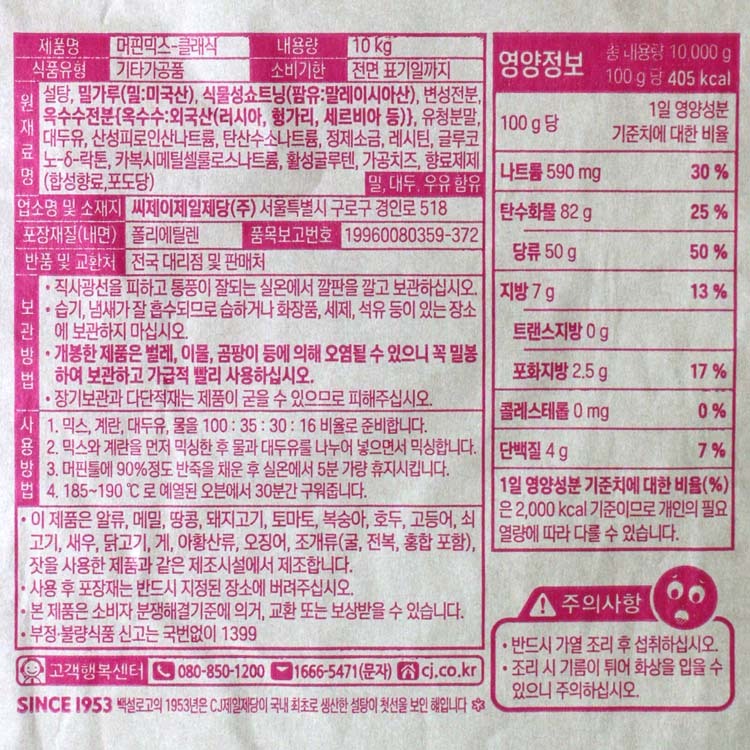 제품명 머핀믹스-클래식 내용량 10 kg
식품유형 기타가공품 소비기한 전면 표기일까지
원재료명
설탕, 밀가루(밀:미국산), 식물성쇼트닝(팜유:말레이시아산), 변성전분,
옥수수전분{옥수수:외국산(러시아, 헝가리, 세르비아 등)}, 유청분말,
대두유, 산성피로인산나트륨, 탄산수소나트륨, 정제소금, 레시틴, 글루코
노-δ-락톤, 카복시메틸셀룰로스나트륨, 활성글루텐, 가공치즈, 향료제제
(합성향료,포도당) 밀, 대두, 우유 함유
업소명 및 소재지 씨제이제일제당(주) 서울특별시 구로구 경인로 518
포장재질(내면) 폴리에틸렌 품목보고번호 19960080359-372
반품 및 교환처 전국 대리점 및 판매처
보관방법
• 직사광선을 피하고 통풍이 잘되는 실온에서 깔판을 깔고 보관하십시오.
• 습기, 냄새가 잘 흡수되므로 습하거나 화장품, 세제, 석유 등이 있는 장소
에 보관하지 마십시오.
• 개봉한 제품은 벌레, 이물, 곰팡이 등에 의해 오염될 수 있으니 꼭 밀봉
하여 보관하고 가급적 빨리 사용하십시오.
• 장기보관과 다단적재는 제품이 굳을 수 있으므로 피해주십시오.
사용방법
1. 믹스, 계란, 대두유, 물을 100 : 35 : 30 : 16 비율로 준비합니다.
2. 믹스와 계란을 먼저 믹싱한 후 물과 대두유를 나누어 넣으면서 믹싱합니다.
3. 머핀틀에 90%정도 반죽을 채운 후 실온에서 5분 가량 휴지시킵니다.
4. 185~190 ℃ 로 예열된 오븐에서 30분간 구워줍니다.
• 이 제품은 알류, 메밀, 땅콩, 돼지고기, 토마토, 복숭아, 호두, 고등어, 쇠
고기, 새우, 닭고기, 게, 아황산류, 오징어, 조개류(굴, 전복, 홍합 포함),
잣을 사용한 제품과 같은 제조시설에서 제조합니다.
• 사용 후 포장재는 반드시 지정된 장소에 버려주십시오.
• 본 제품은 소비자 분쟁해결기준에 의거, 교환 또는 보상받을 수 있습니다.
• 부정·불량식품 신고는 국번없이 1399
고객행복센터 080-850-1200 1666-5471(문자) cj.co.kr
SINCE 1953 백설로고의 1953년은 CJ제일제당이 국내 최초로 생산한 설탕이 첫선을 보인 해입니다
영양정보 총 내용량 10,000 g
100 g 당 405 kcal
100 g 당 1일 영양성분
기준치에 대한 비율
나트륨 590 mg 30 %
탄수화물 82 g 25 %
당류 50 g 50 %
지방 7 g 13 %
트랜스지방 0 g
포화지방 2.5 g 17 %
콜레스테롤 0 mg 0 %
단백질 4 g 7 %
1일 영양성분 기준치에 대한 비율(%)
은 2,000 kcal 기준이므로 개인의 필요
열량에 따라 다를 수 있습니다.
주의사항
• 반드시 가열 조리 후 섭취하십시오.
• 조리 시 기름이 튀어 화상을 입을 수
있으니 주의하십시오.